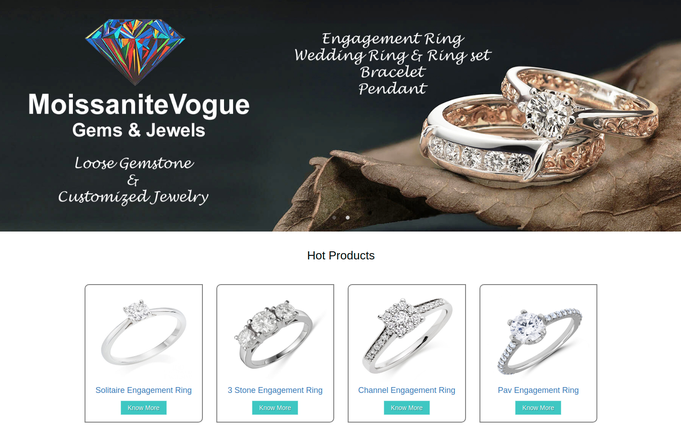 MoissaniteVogue
Gems & Jewels
Loose Gemstone
&
Customized Jewelry
Engagement Ring
Wedding Ring & Ring set
Bracelet
Pendant
Hot Products
Solitaire Engagement Ring
3 Stone Engagement Ring
Channel Engagement Ring
Pav Engagement Ring
Know More
Know More
Know More
Know More